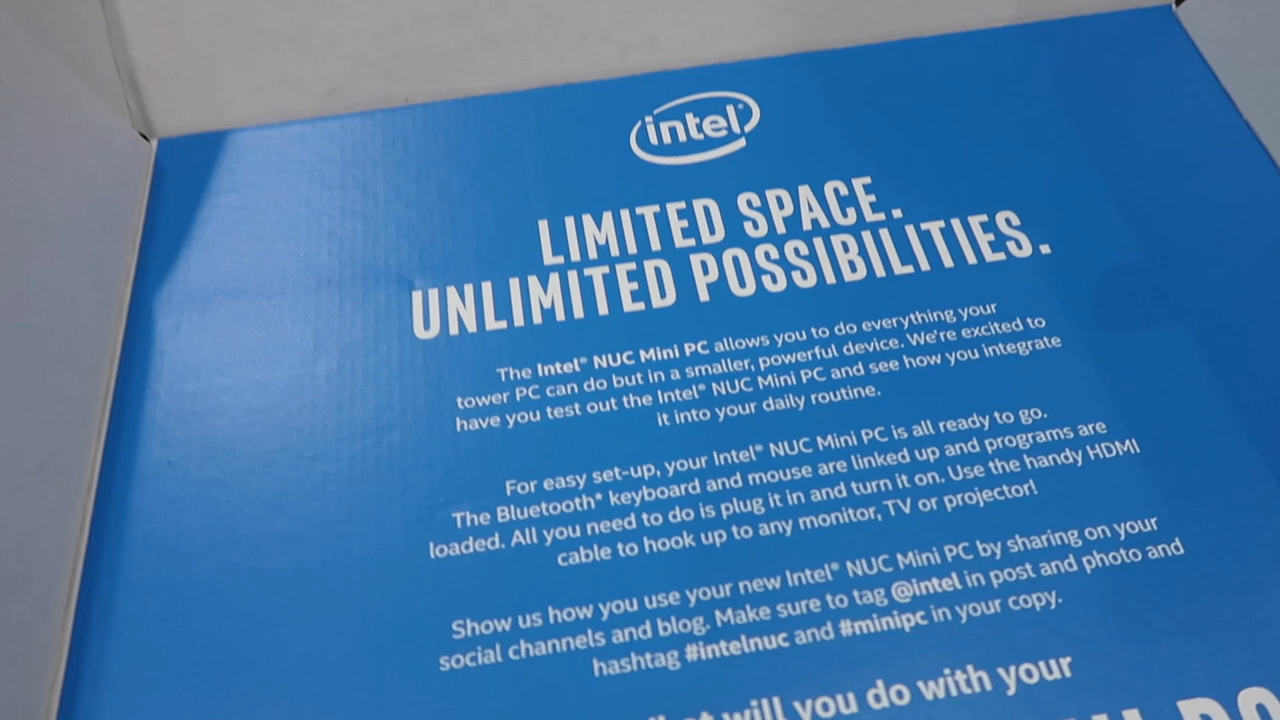 intel®
LIMITED SPACE.
UNLIMITED POSSIBILITIES.
The Intel® NUC Mini PC allows you to do everything your
tower PC can do but in a smaller, powerful device. We're excited to
have you test out the Intel® NUC Mini PC and see how you integrate
it into your daily routine.
For easy set-up, your Intel® NUC Mini PC is all ready to go.
The Bluetooth* keyboard and mouse are linked up and programs are
loaded. All you need to do is plug it in and turn it on. Use the handy HDMI
cable to hook up to any monitor, TV or projector!
Show us how you use your new Intel® NUC Mini PC by sharing on your
social channels and blog. Make sure to tag @intel in post and photo and
hashtag #intelnuc and #minipc in your copy.
will you do with your